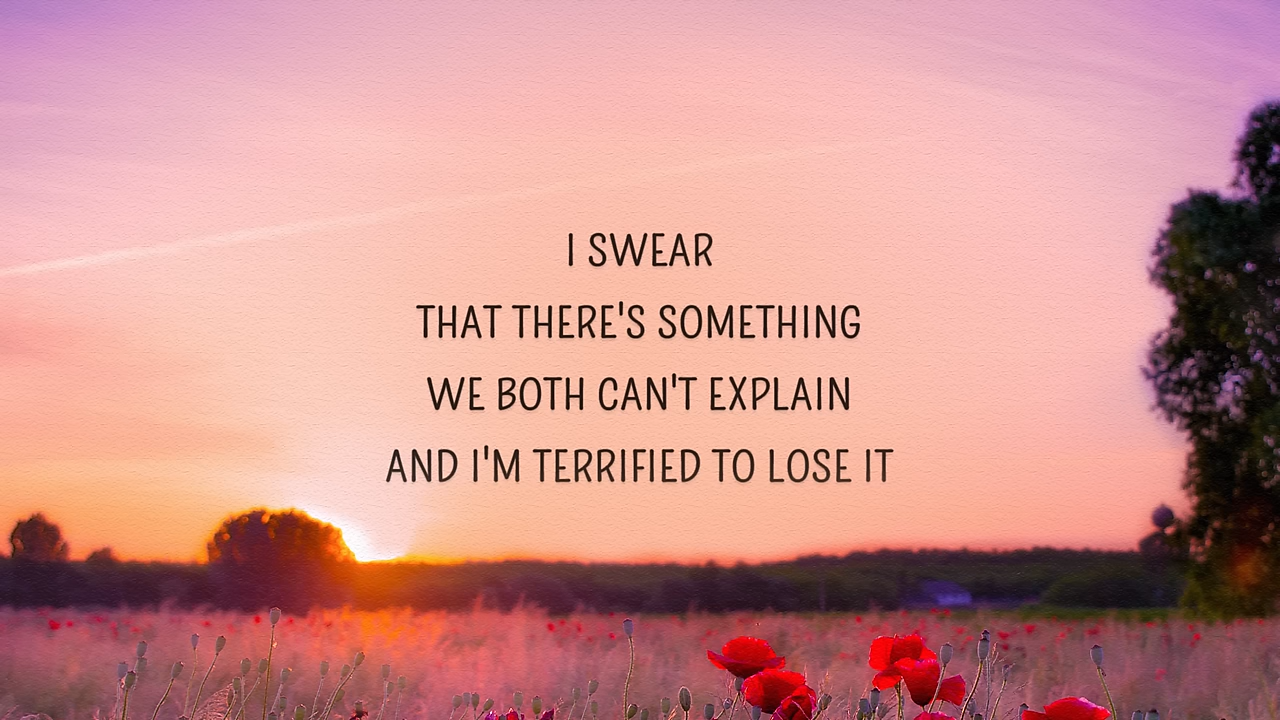 I SWEAR
THAT THERE'S SOMETHING
WE BOTH CAN'T EXPLAIN
AND I'M TERRIFIED TO LOSE IT